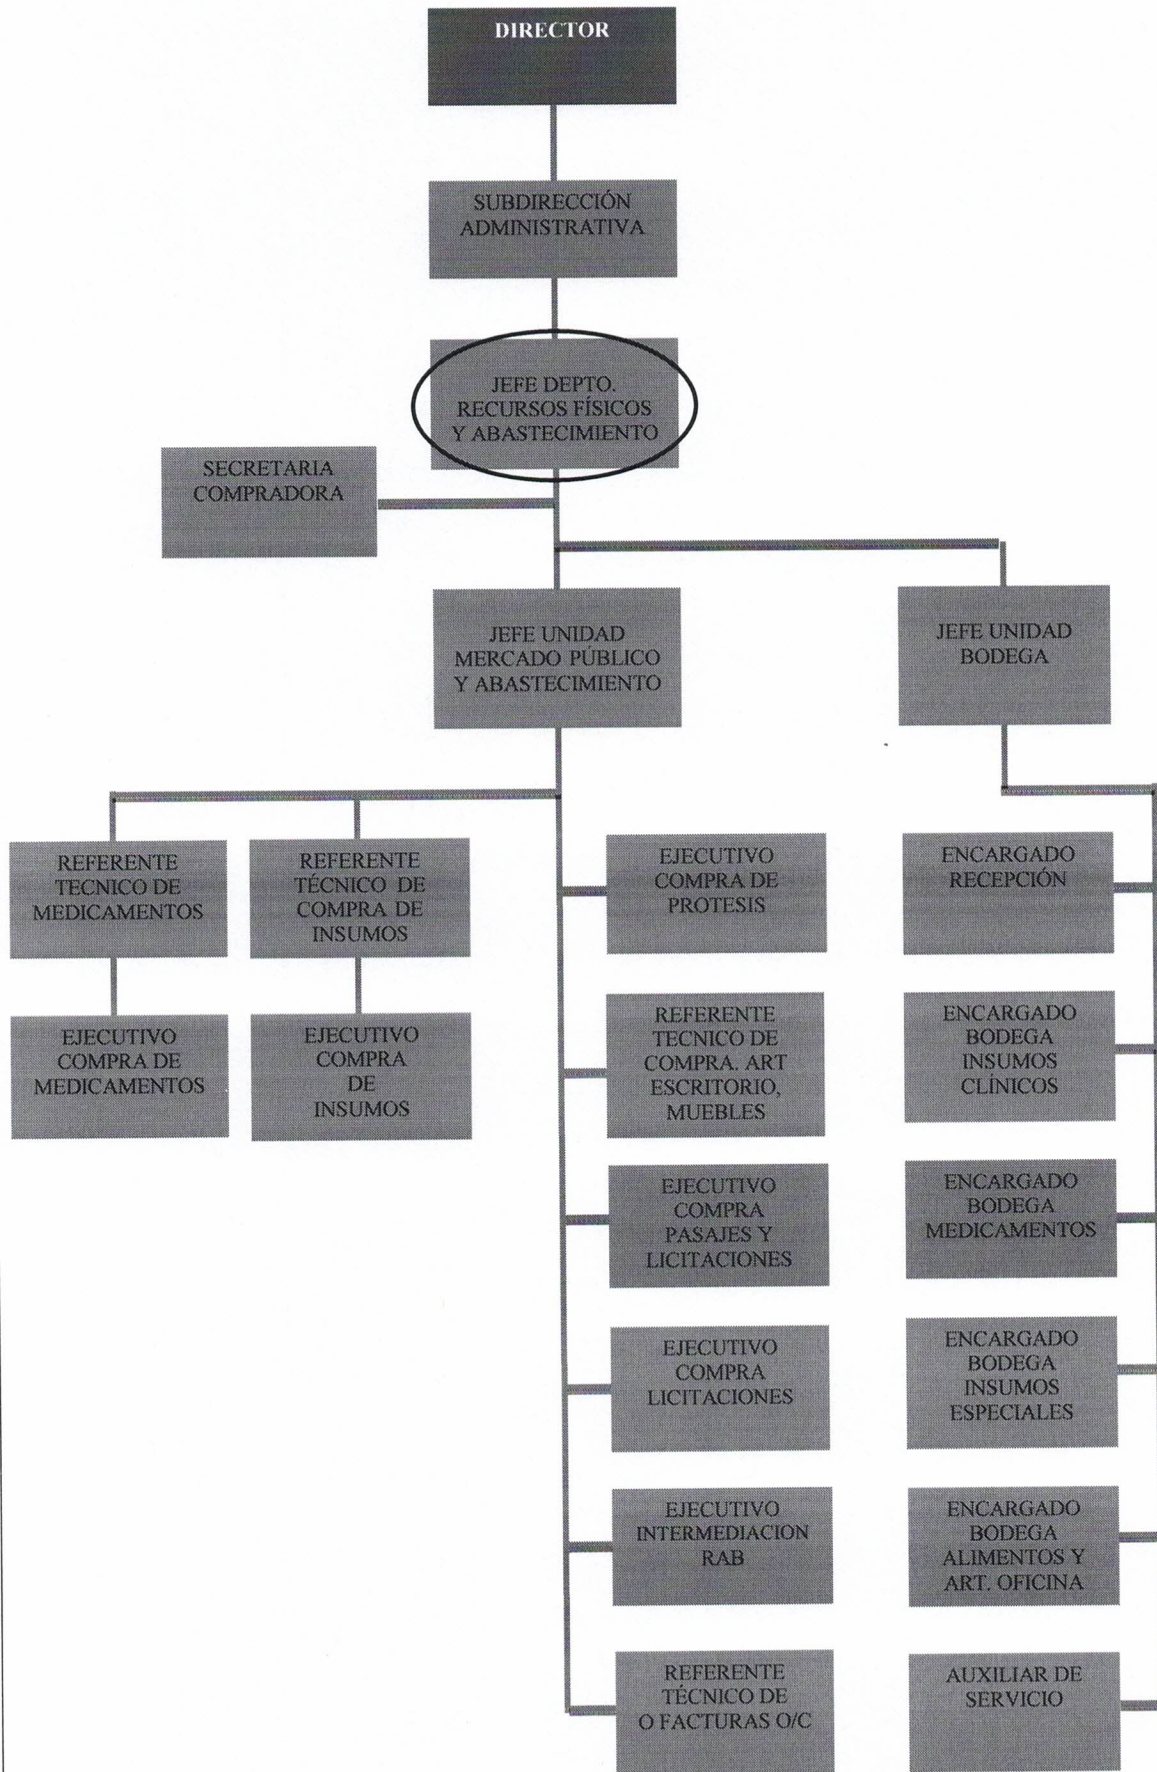 DIRECTOR
SUBDIRECCIÓN
ADMINISTRATIVA
JEFE DEPTO.
RECURSOS FÍSICOS
Y ABASTECIMIENTO
SECRETARIA
COMPRADORA
JEFE UNIDAD
MERCADO PÚBLICO
Y ABASTECIMIENTO
JEFE UNIDAD
BODEGA
REFERENTE
TECNICO DE
MEDICAMENTOS
REFERENTE
TÉCNICO DE
COMPRA DE
INSUMOS
EJECUTIVO
COMPRA DE
MEDICAMENTOS
EJECUTIVO
COMPRA
DE
INSUMOS
EJECUTIVO
COMPRA DE
PROTESIS
REFERENTE
TECNICO DE
COMPRA. ART
ESCRITORIO,
MUEBLES
EJECUTIVO
COMPRA
PASAJES Y
LICITACIONES
EJECUTIVO
COMPRA
LICITACIONES
EJECUTIVO
INTERMEDIACION
RAB
REFERENTE
TÉCNICO DE
O FACTURAS O/C
ENCARGADO
RECEPCIÓN
ENCARGADO
BODEGA
INSUMOS
CLÍNICOS
ENCARGADO
BODEGA
MEDICAMENTOS
ENCARGADO
BODEGA
INSUMOS
ESPECIALES
ENCARGADO
BODEGA
ALIMENTOS Y
ART. OFICINA
AUXILIAR DE
SERVICIO